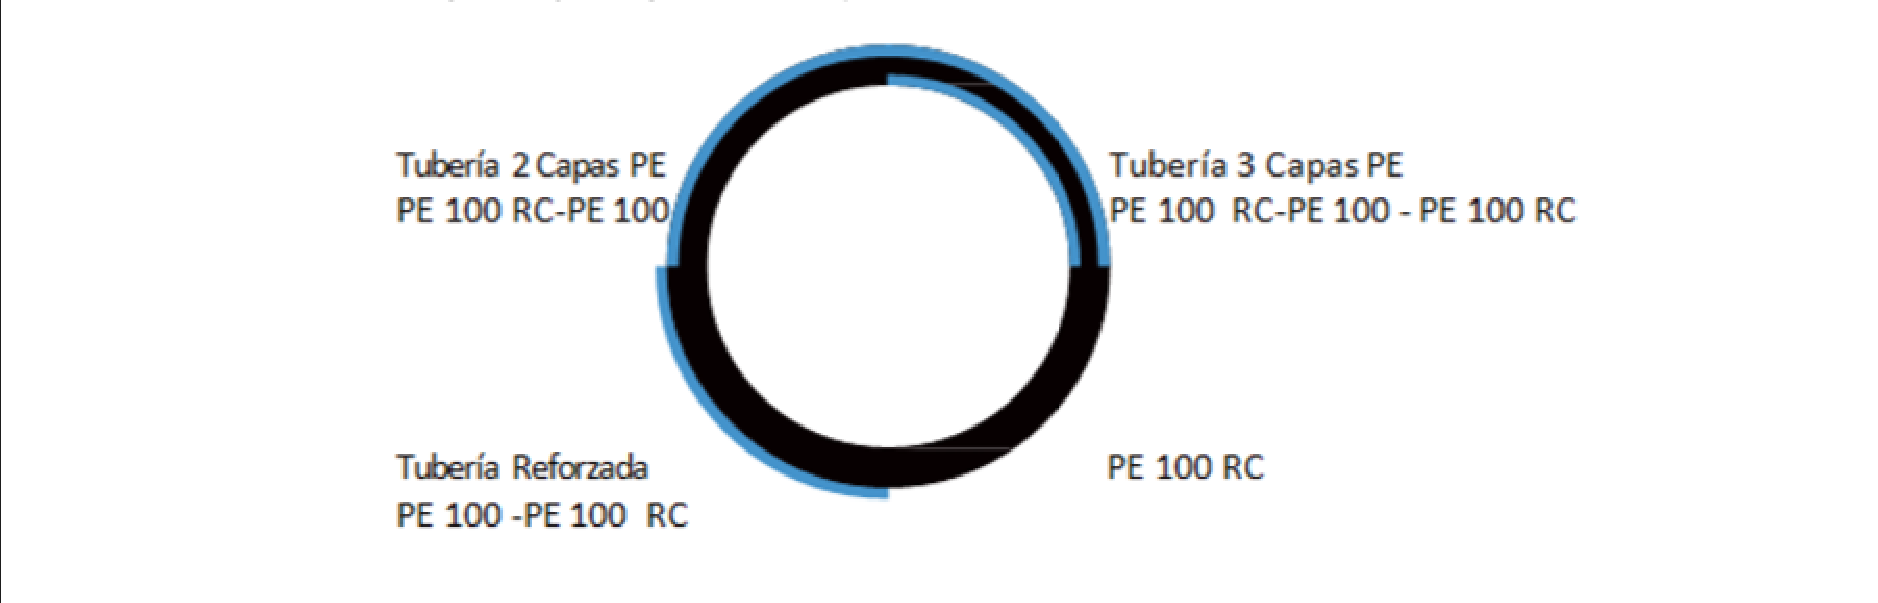 Tubería 2 Capas PE
PE 100 RC-PE 100
Tubería 3 Capas PE
PE 100 RC-PE 100 - PE 100 RC
Tubería Reforzada
PE 100 -PE 100 RC
PE 100 RC